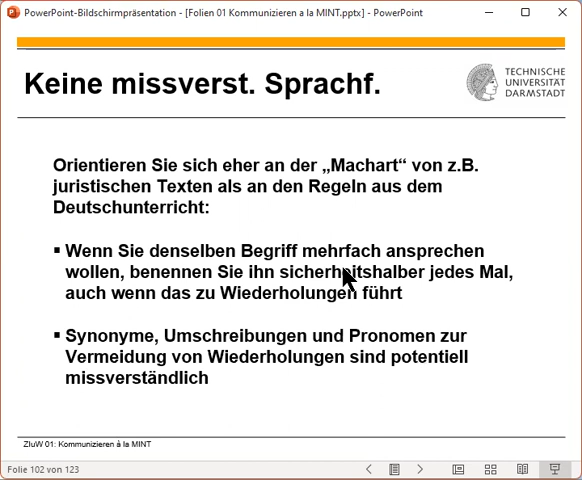 PowerPoint-Bildschirmpräsentation - [Folien 01 Kommunizieren a la MINT.pptx] - PowerPoint
Keine missverst. Sprachf.
TECHNISCHE
UNIVERSITÄT
DARMSTADT
Orientieren Sie sich eher an der „Machart“ von z.B.
juristischen Texten als an den Regeln aus dem
Deutschunterricht:
▪ Wenn Sie denselben Begriff mehrfach ansprechen
wollen, benennen Sie ihn sicherheitshalber jedes Mal,
auch wenn das zu Wiederholungen führt
▪ Synonyme, Umschreibungen und Pronomen zur
Vermeidung von Wiederholungen sind potentiell
missverständlich
ZIuW 01: Kommunizieren à la MINT
Folie 102 von 123